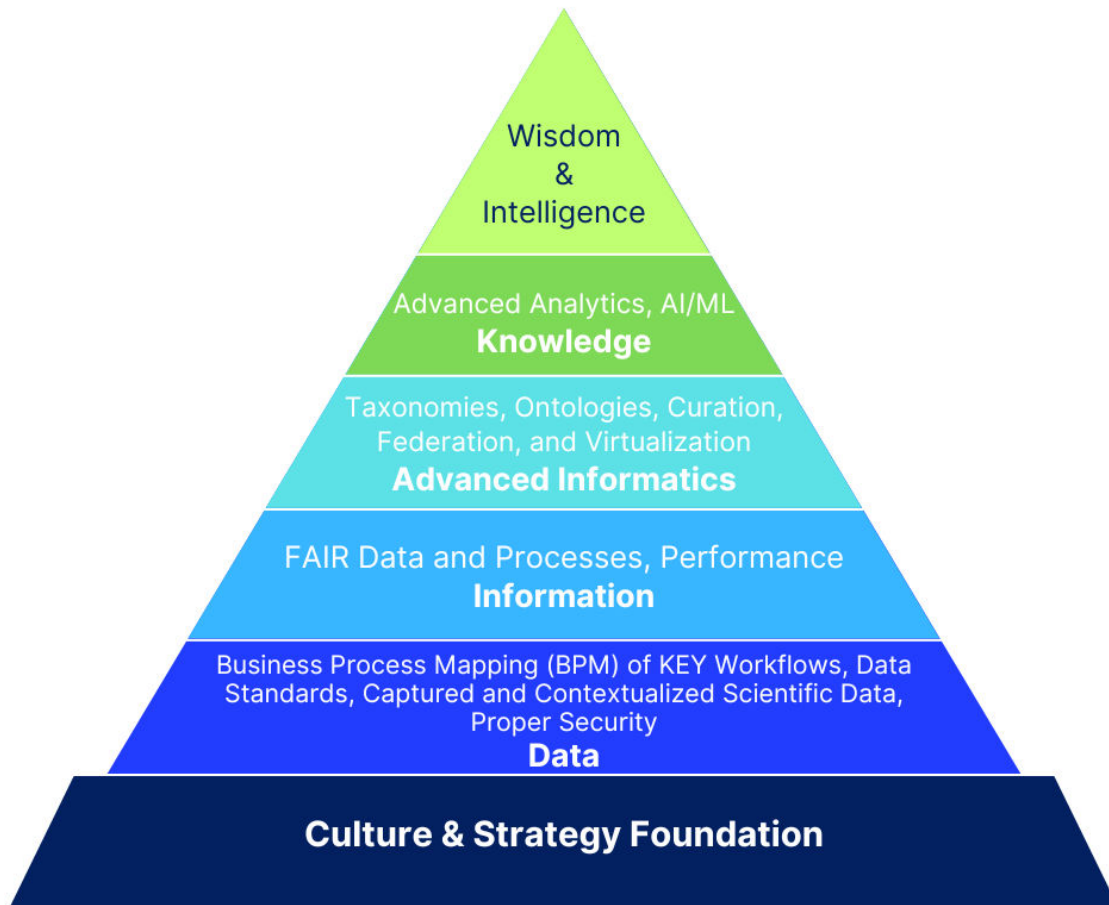 Wisdom
&
Intelligence
Advanced Analytics, AI/ML
Knowledge
Taxonomies, Ontologies, Curation,
Federation, and Virtualization
Advanced Informatics
FAIR Data and Processes, Performance
Information
Business Process Mapping (BPM) of KEY Workflows, Data
Standards, Captured and Contextualized Scientific Data,
Proper Security
Data
Culture & Strategy Foundation